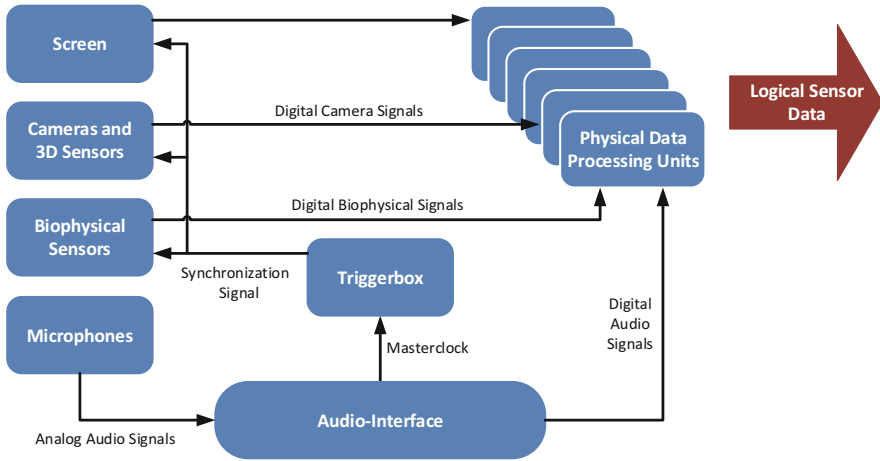 Screen
Digital Camera Signals
Cameras and
3D Sensors
Physical Data
Processing Units
Logical Sensor
Data
Digital Biophysical Signals
Biophysical
Sensors
Synchronization
Signal
Triggerbox
Digital
Audio
Signals
Microphones
Masterclock
Analog Audio Signals
Audio-Interface